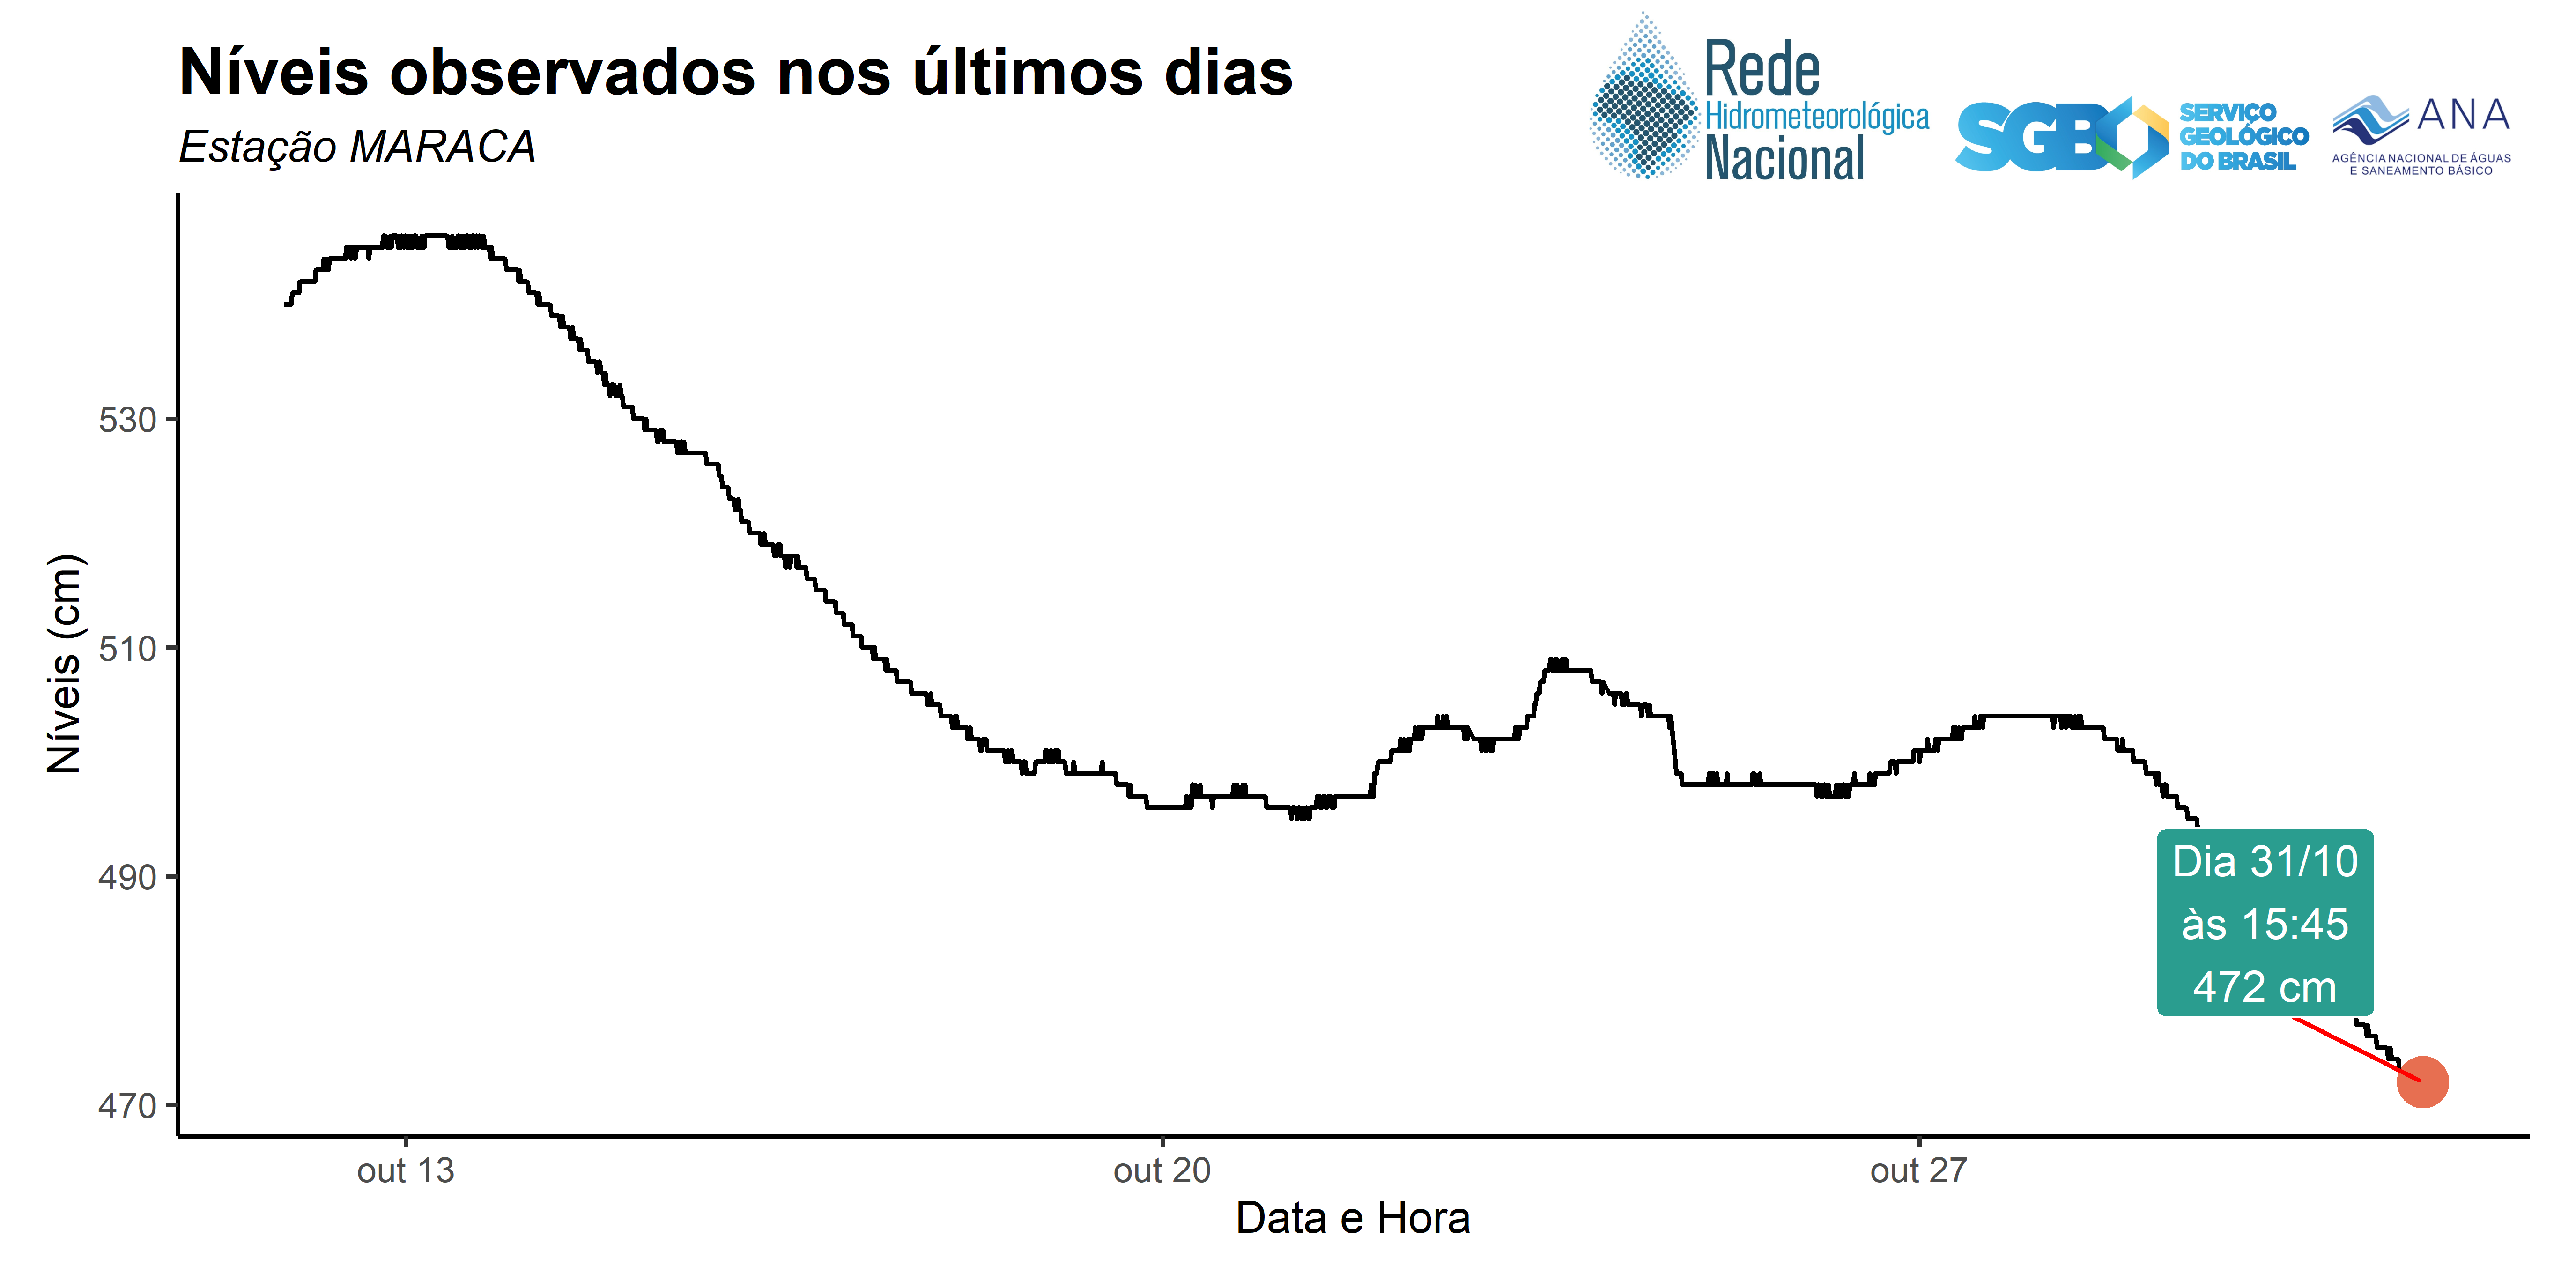 Níveis observados nos últimos dias
Estação MARACA
Rede
Hidrometeorológica
Nacional
SGB
SERVIÇO
GEOLÓGICO
DO BRASIL
ANA
AGÊNCIA NACIONAL DE ÁGUAS
E SANEAMENTO BÁSICO
Níveis (cm)
530
510
490
470
Dia 31/10
às 15:45
472 cm
out 13
out 20
out 27
Data e Hora